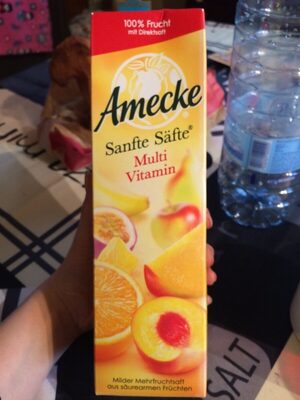 100% Frucht
mit Direktsaft
Amecke
Sanfte Säfte®
Multi
Vitamin
Milder Mehrfruchtsaft
aus säurearmen Früchten
SALT